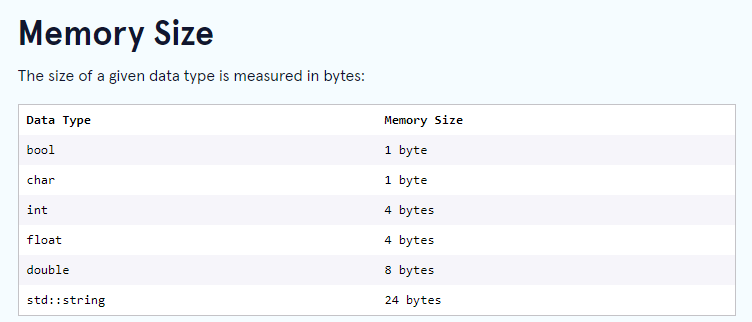 Memory Size
The size of a given data type is measured in bytes:
Data Type Memory Size
bool 1 byte
char 1 byte
int 4 bytes
float 4 bytes
double 8 bytes
std::string 24 bytes